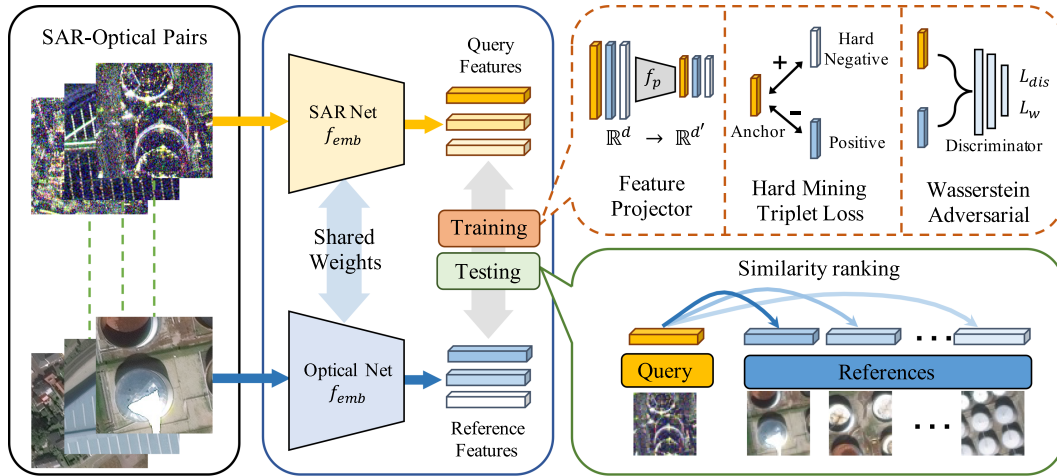 SAR-Optical Pairs
SAR Net
f_emb
Query
Features
Shared
Weights
Training
Testing
Optical Net
f_emb
Reference
Features
f_p
ℝ^d → ℝ^d'
Feature
Projector
Hard
Negative
+
−
Anchor
Positive
Hard Mining
Triplet Loss
L_dis
L_w
Discriminator
Wasserstein
Adversarial
Similarity ranking
...
Query
References
...